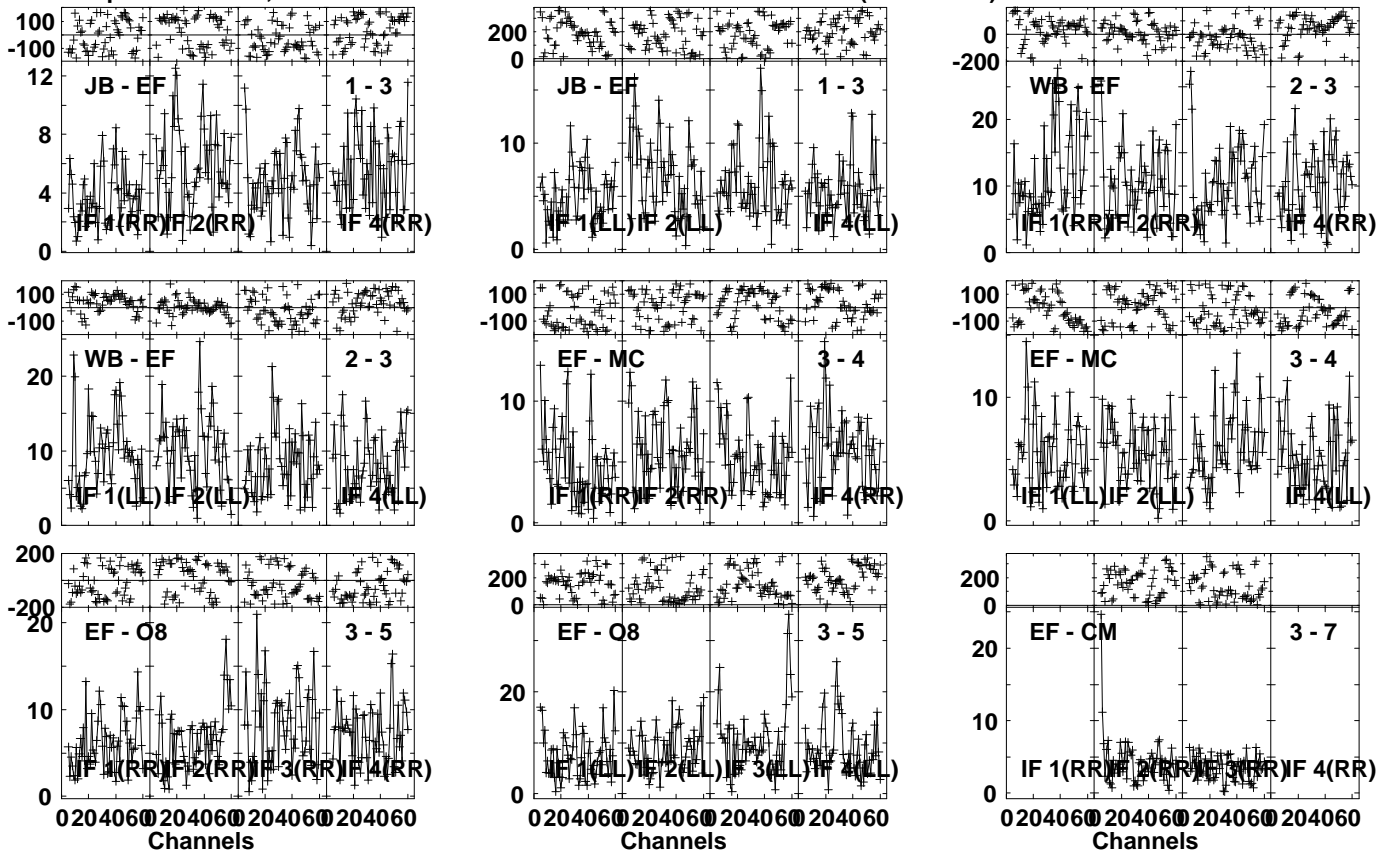 100
-100
12
8
4
0
JB - EF 1 - 3
IF 1(RR) IF 2(RR) IF 4(RR)
200
0
10
0
JB - EF 1 - 3
IF 1(LL) IF 2(LL) IF 4(LL)
0
-200
20
10
0
WB - EF 2 - 3
IF 1(RR) IF 2(RR) IF 4(RR)
100
-100
20
10
0
WB - EF 2 - 3
IF 1(LL) IF 2(LL) IF 4(LL)
100
-100
10
0
EF - MC 3 - 4
IF 1(RR) IF 2(RR) IF 4(RR)
100
-100
10
0
EF - MC 3 - 4
IF 1(LL) IF 2(LL) IF 4(LL)
200
0
-200
20
10
0
EF - O8 3 - 5
IF 1(RR) IF 2(RR) IF 3(RR) IF 4(RR)
0 20 40 60 0 20 40 60 0 20 40 60 0 20 40 60
Channels
200
0
20
0
EF - O8 3 - 5
IF 1(LL) IF 2(LL) IF 3(LL) IF 4(LL)
0 20 40 60 0 20 40 60 0 20 40 60 0 20 40 60
Channels
200
0
20
10
0
EF - CM 3 - 7
IF 1(RR) IF 2(RR) IF 3(RR) IF 4(RR)
0 20 40 60 0 20 40 60 0 20 40 60 0 20 40 60
Channels